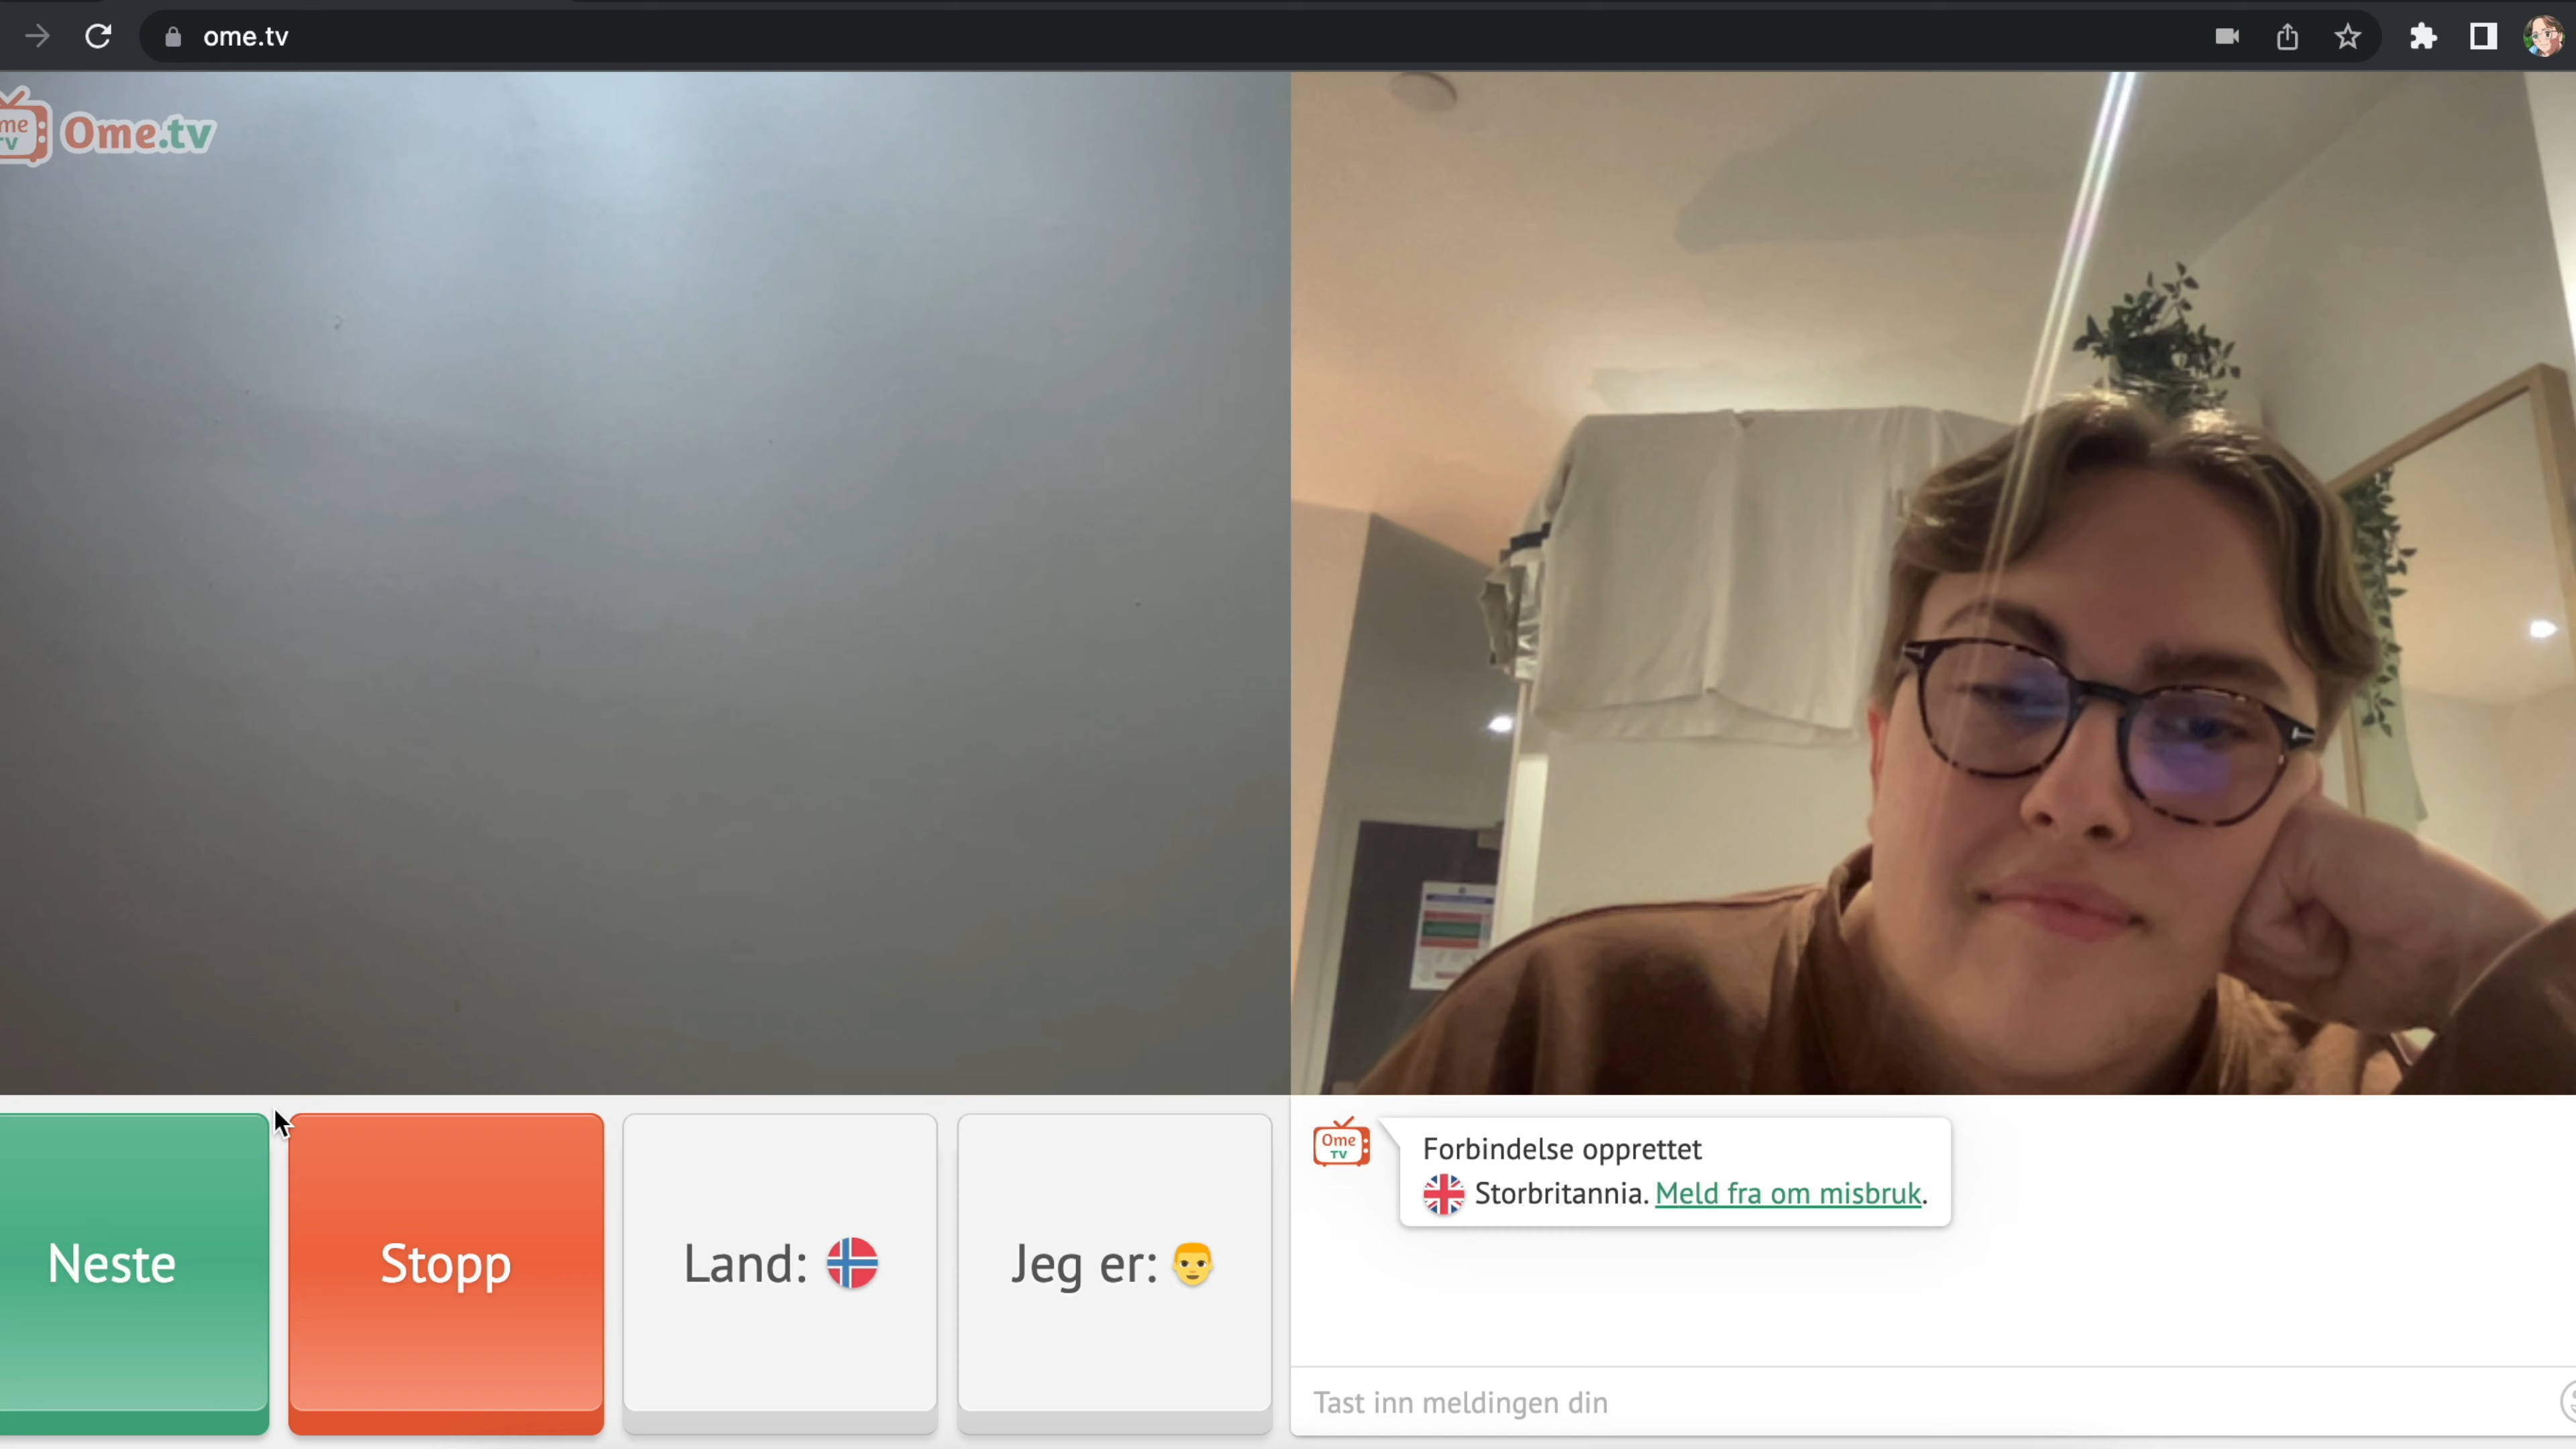 ome.tv
Ome.tv
Neste
Stopp
Land:
Jeg er:
Ome
TV
Forbindelse opprettet
Storbritannia. Meld fra om misbruk.
Tast inn meldingen din